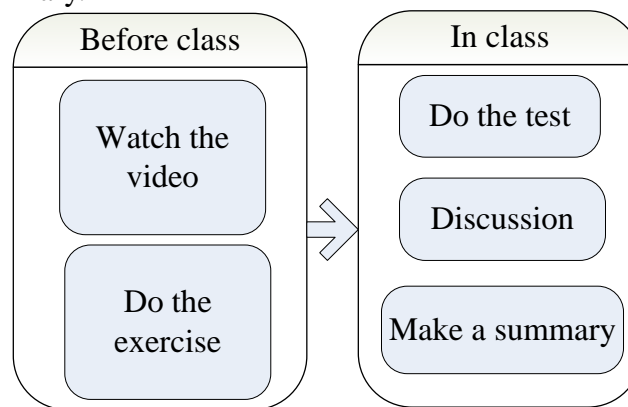 Before class
Watch the
video
Do the
exercise
In class
Do the test
Discussion
Make a summary